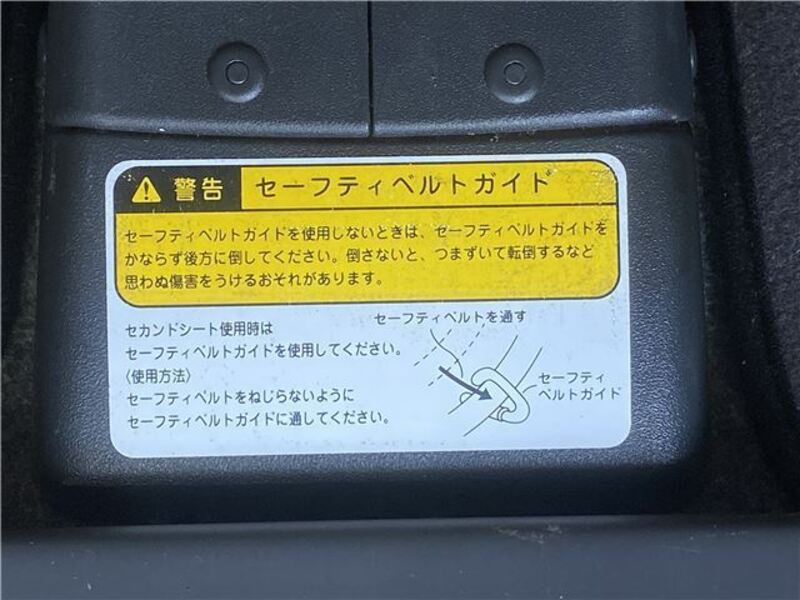 警告 セーフティベルトガイド
セーフティベルトガイドを使用しないときは、セーフティベルトガイドを
かならず後方に倒してください。倒さないと、つまずいて転倒するなど
思わぬ傷害をうけるおそれがあります。
セカンドシート使用時は
セーフティベルトガイドを使用してください。
〈使用方法〉
セーフティベルトをねじらないように
セーフティベルトガイドに通してください。
セーフティベルトを通す
セーフティ
ベルトガイド